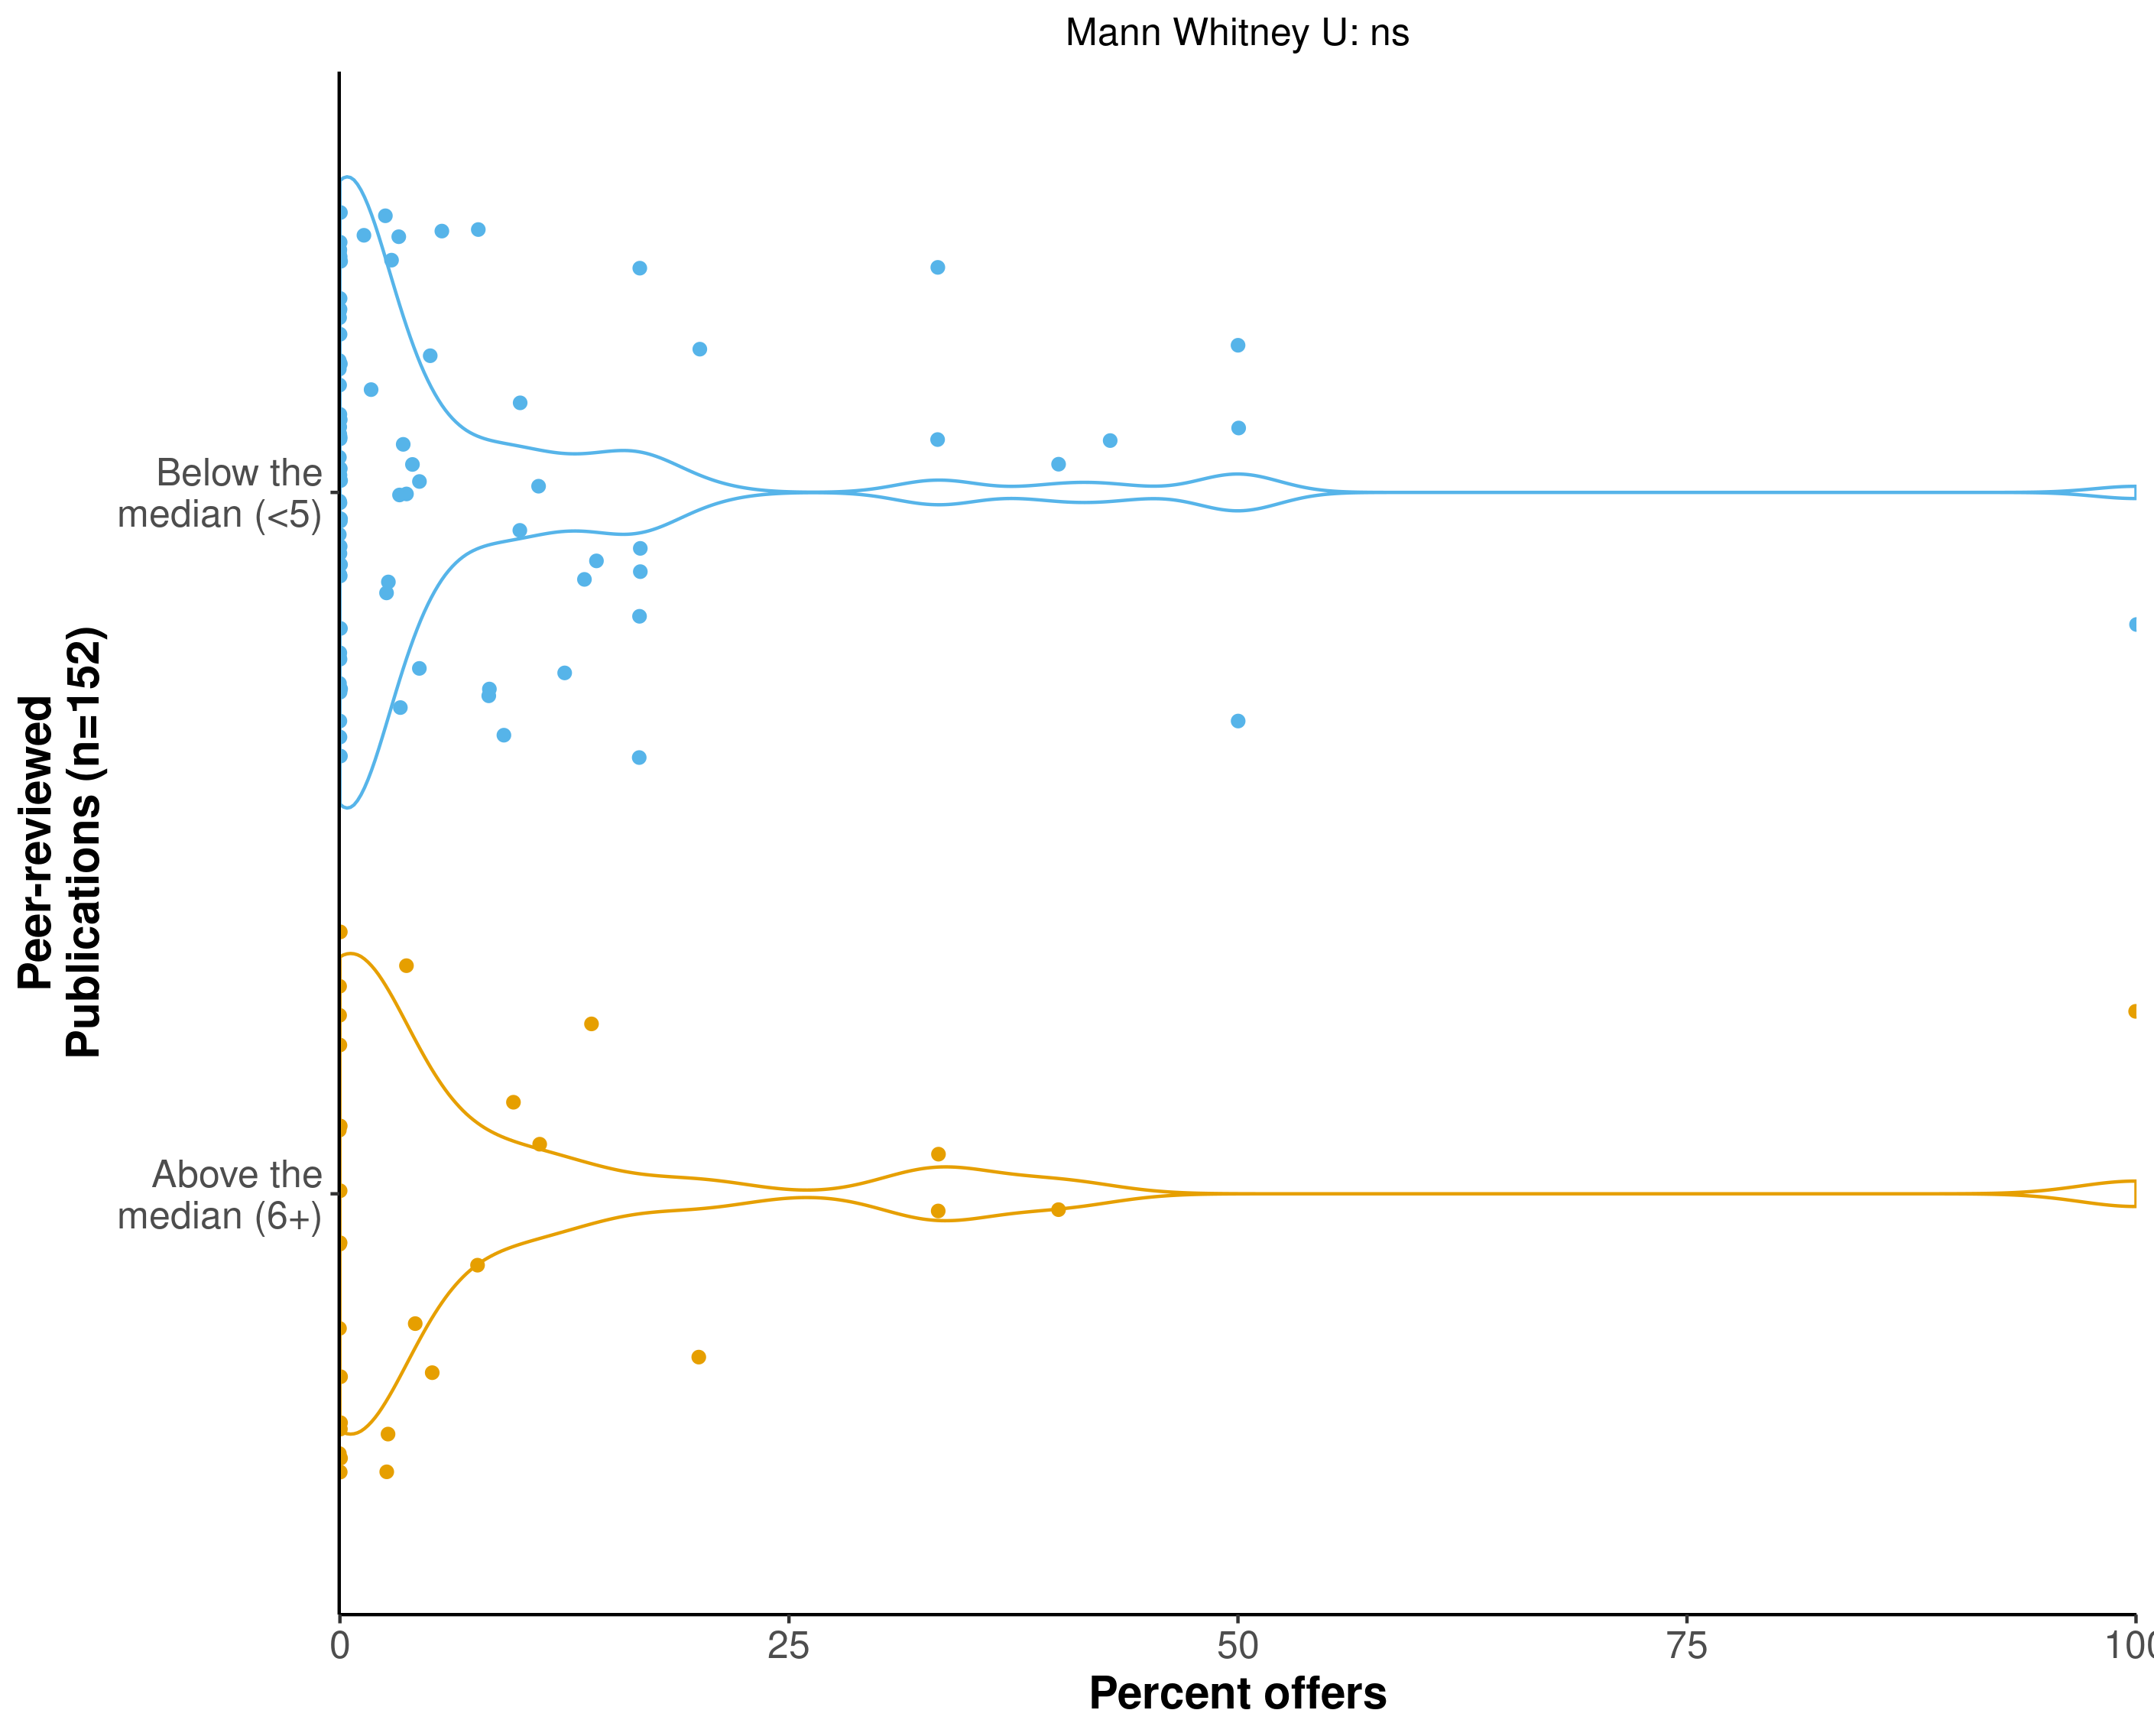 Mann Whitney U: ns
Peer-reviewed
Publications (n=152)
Below the
median (<5)
Above the
median (6+)
0
25
50
75
100
Percent offers